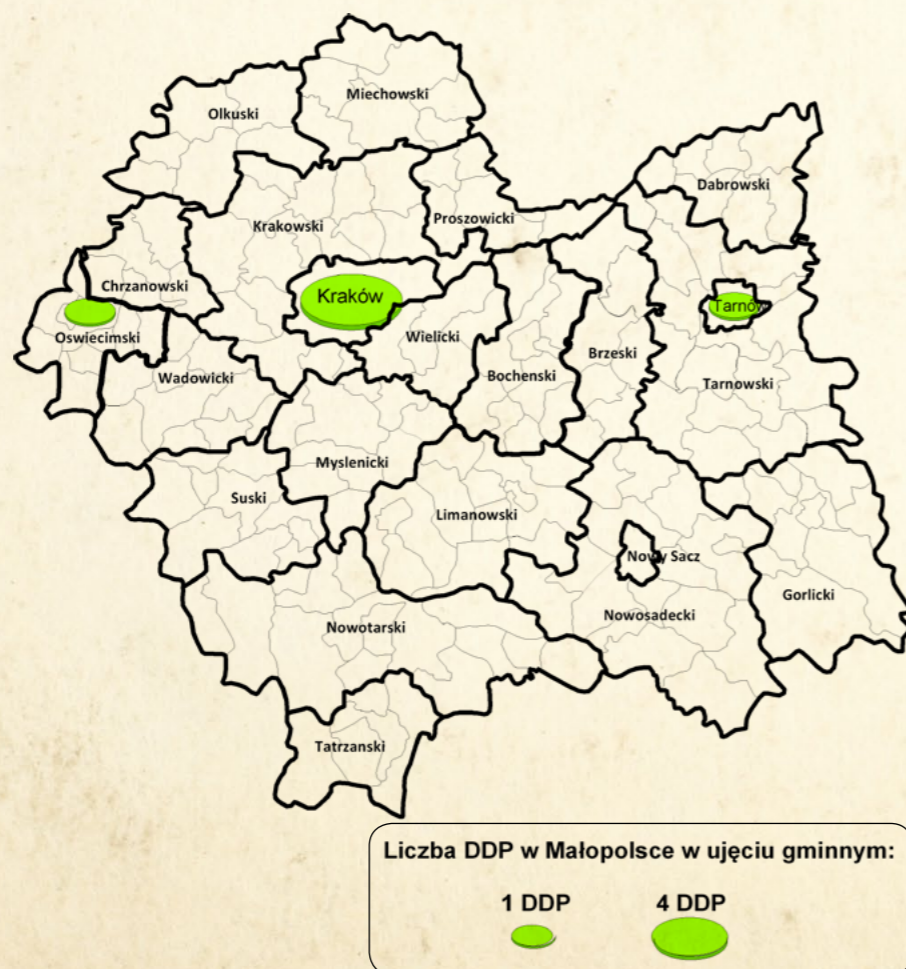 Miechowski
Olkuski
Dabrowski
Proszowicki
Krakowski
Chrzanowski
Kraków
Tarnów
Oswiecimski
Wielicki
Brzeski
Wadowicki
Bochenski
Tarnowski
Myslenicki
Suski
Limanowski
Nowy Sacz
Gorlicki
Nowosadecki
Nowotarski
Tatrzanski
Liczba DDP w Małopolsce w ujęciu gminnym:
1 DDP 4 DDP